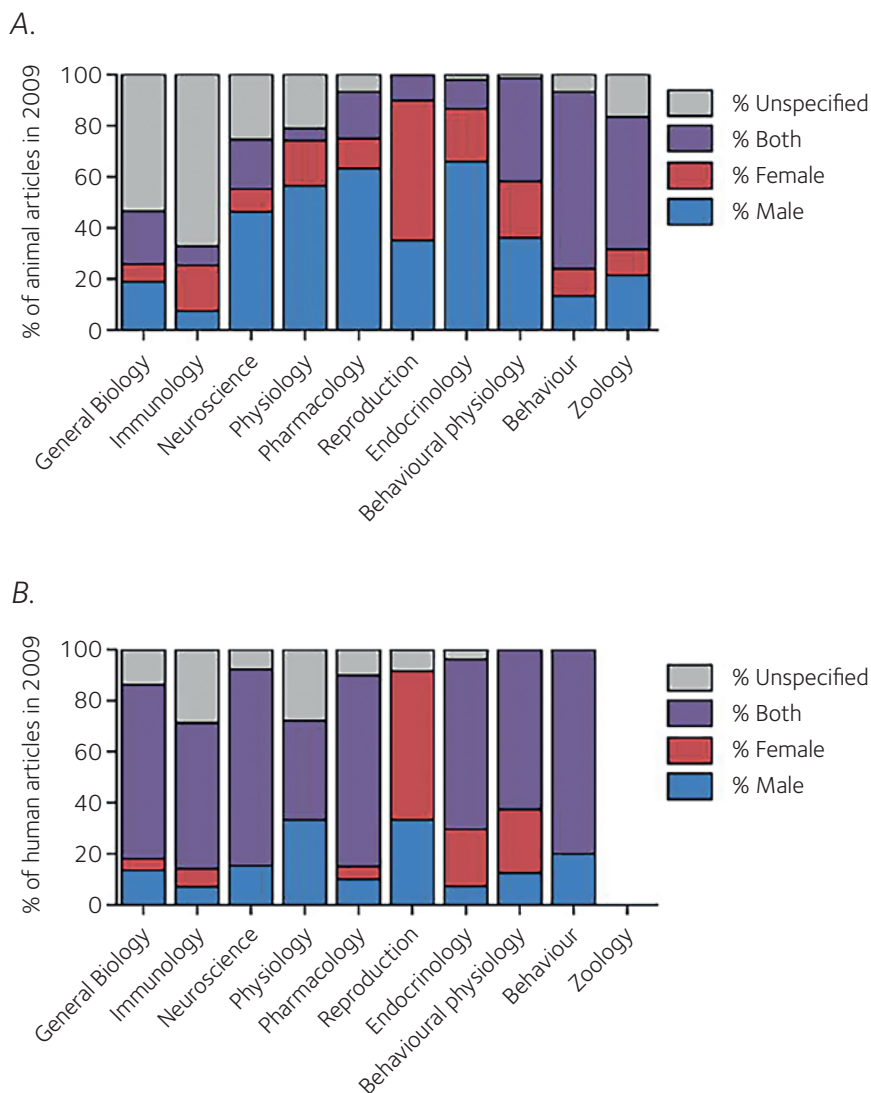 A.
% of animal articles in 2009
100
80
60
40
20
0
General Biology
Immunology
Neuroscience
Physiology
Pharmacology
Reproduction
Endocrinology
Behavioural physiology
Behaviour
Zoology
% Unspecified
% Both
% Female
% Male
B.
% of human articles in 2009
100
80
60
40
20
0
General Biology
Immunology
Neuroscience
Physiology
Pharmacology
Reproduction
Endocrinology
Behavioural physiology
Behaviour
Zoology
% Unspecified
% Both
% Female
% Male